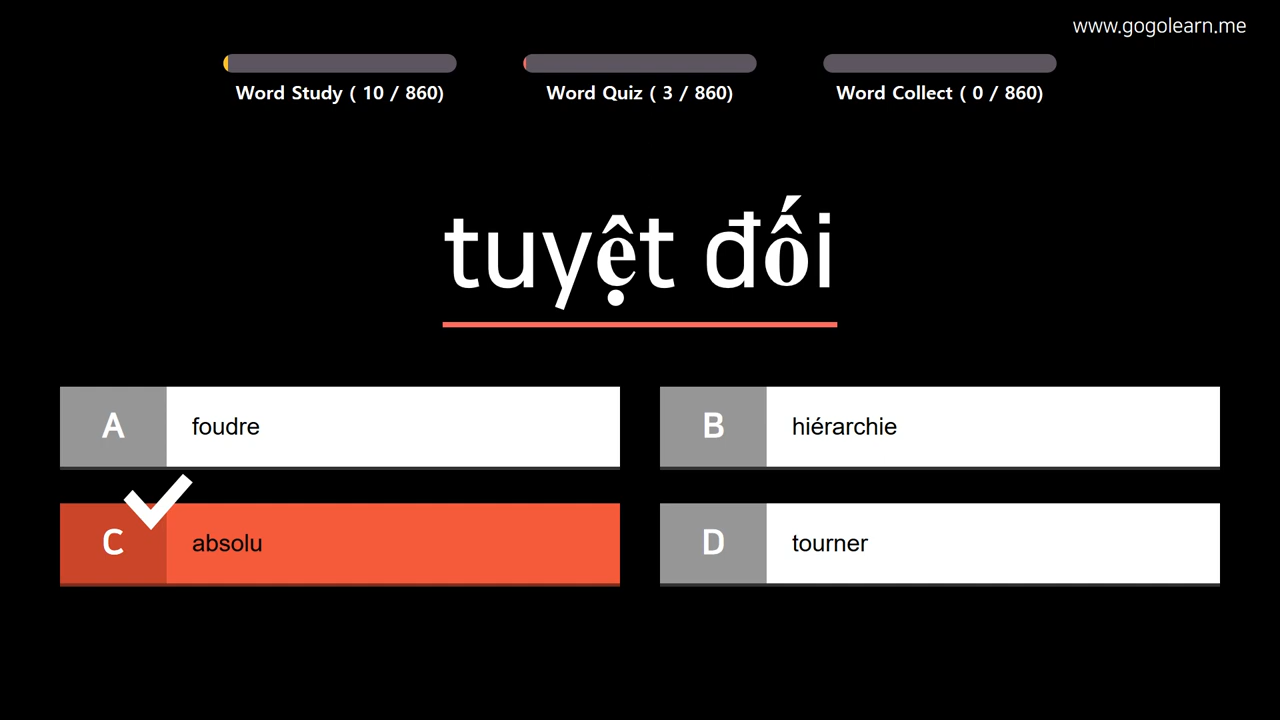 www.gogolearn.me
Word Study ( 10 / 860)
Word Quiz ( 3 / 860)
Word Collect ( 0 / 860)
tuyệt đối
A foudre
B hiérarchie
C absolu
D tourner